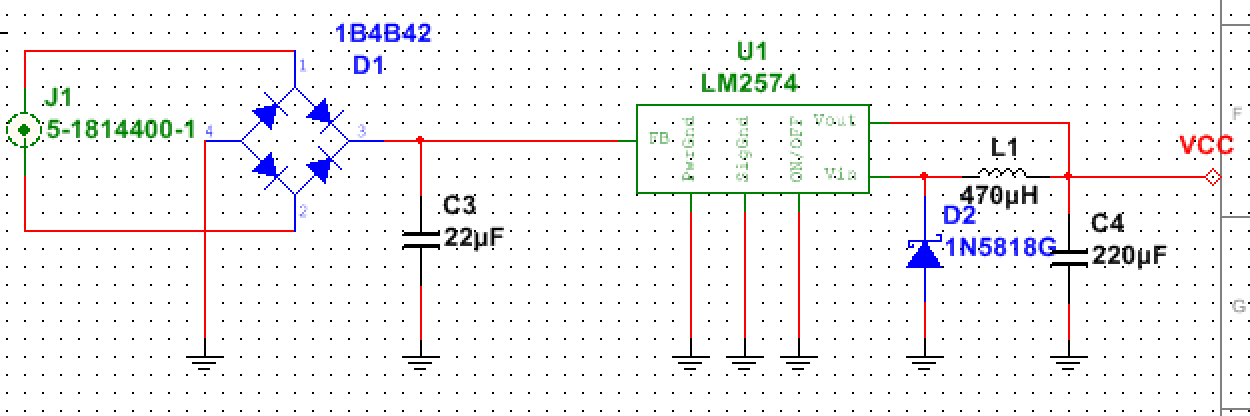 1B4B42
D1
J1
5-1814400-1
1
4
3
2
C3
22µF
U1
LM2574
FB
PwrGnd
SigGnd
ON/OFF
Vout
Vin
L1
470µH
D2
1N5818G
C4
220µF
VCC
F
G